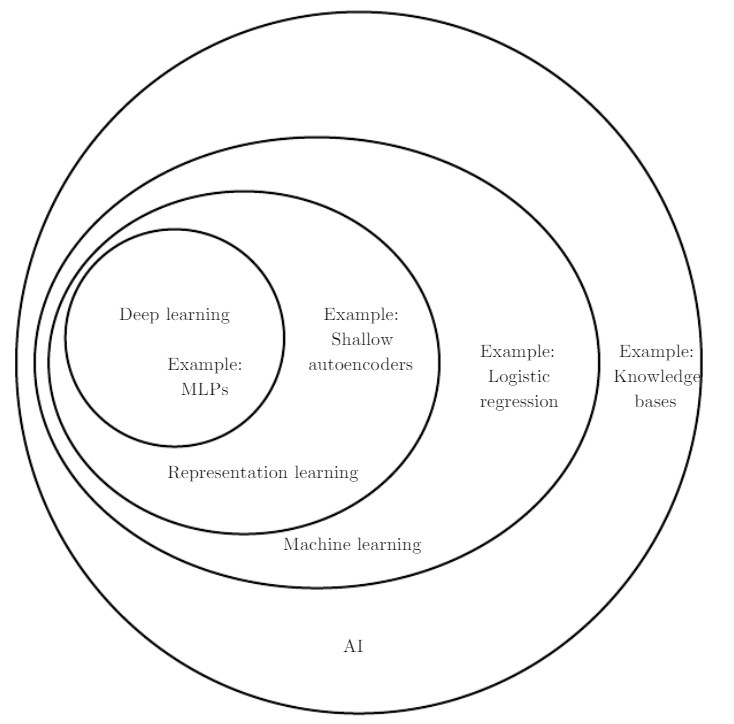 Deep learning
Example:
MLPs
Example:
Shallow
autoencoders
Example:
Logistic
regression
Example:
Knowledge
bases
Representation learning
Machine learning
AI